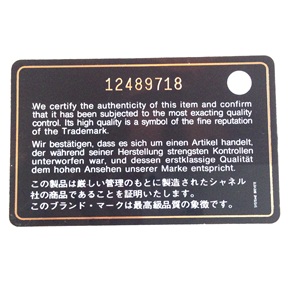 12489718
We certify the authenticity of this item and confirm
that it has been subjected to the most exacting quality
control. Its high quality is a symbol of the fine reputation
of the Trademark.
Wir bestätigen, dass es sich um einen Artikel handelt,
der während seiner Herstellung strengsten Kontrollen
unterworfen war, und dessen erstklassige Qualität
dem hohen Ansehen unserer Marke entspricht.
この製品は厳しい管理のもとに製造されたシャネル
社の商品であることを証明いたします。
このブランド・マークは最高級品質の象徴です。